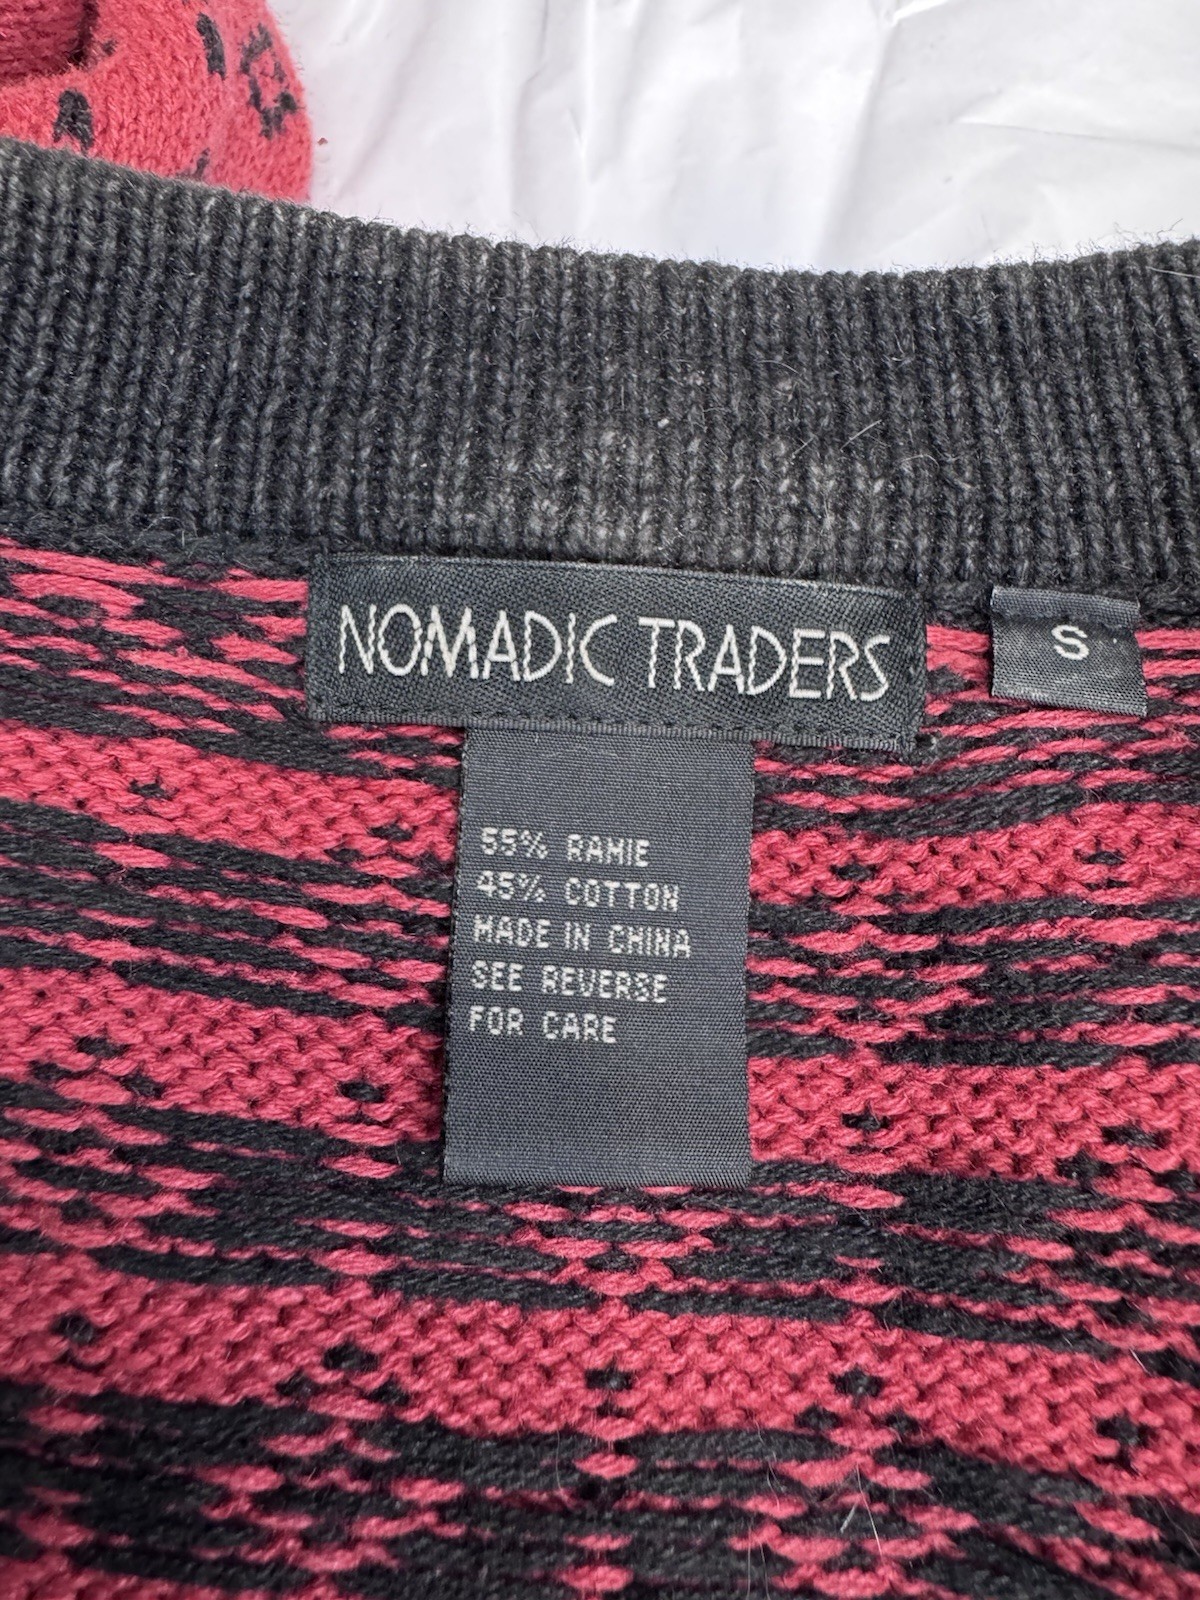 NOMADIC TRADERS
S
55% RAMIE
45% COTTON
MADE IN CHINA
SEE REVERSE
FOR CARE